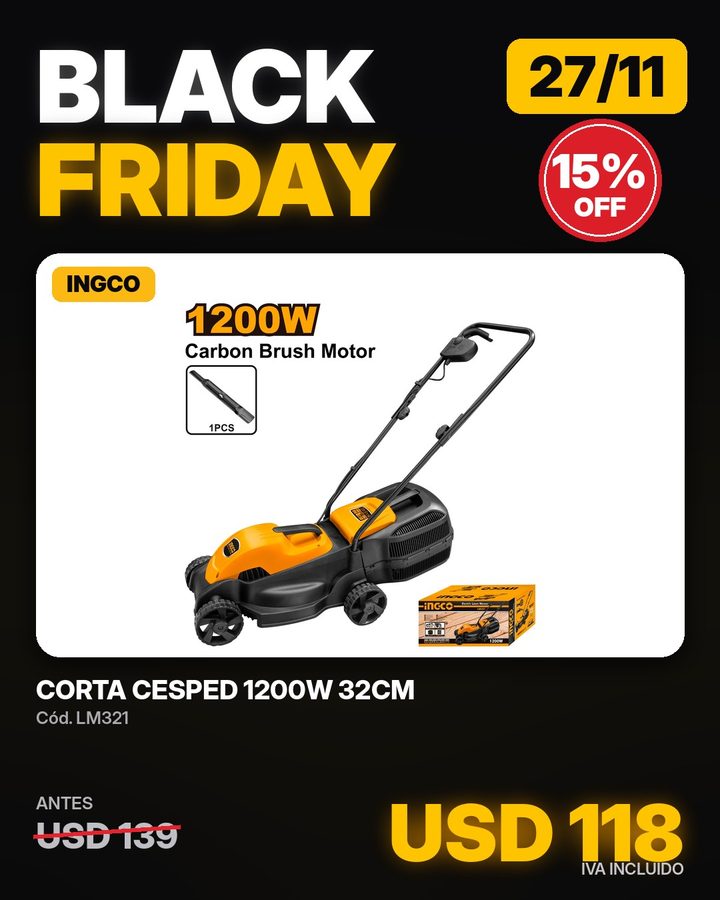 BLACK
FRIDAY
27/11
15%
OFF
INGCO
1200W
Carbon Brush Motor
1PCS
INGCO
1200W
CORTA CESPED 1200W 32CM
Cód. LM321
ANTES
USD 139
USD 118
IVA INCLUIDO